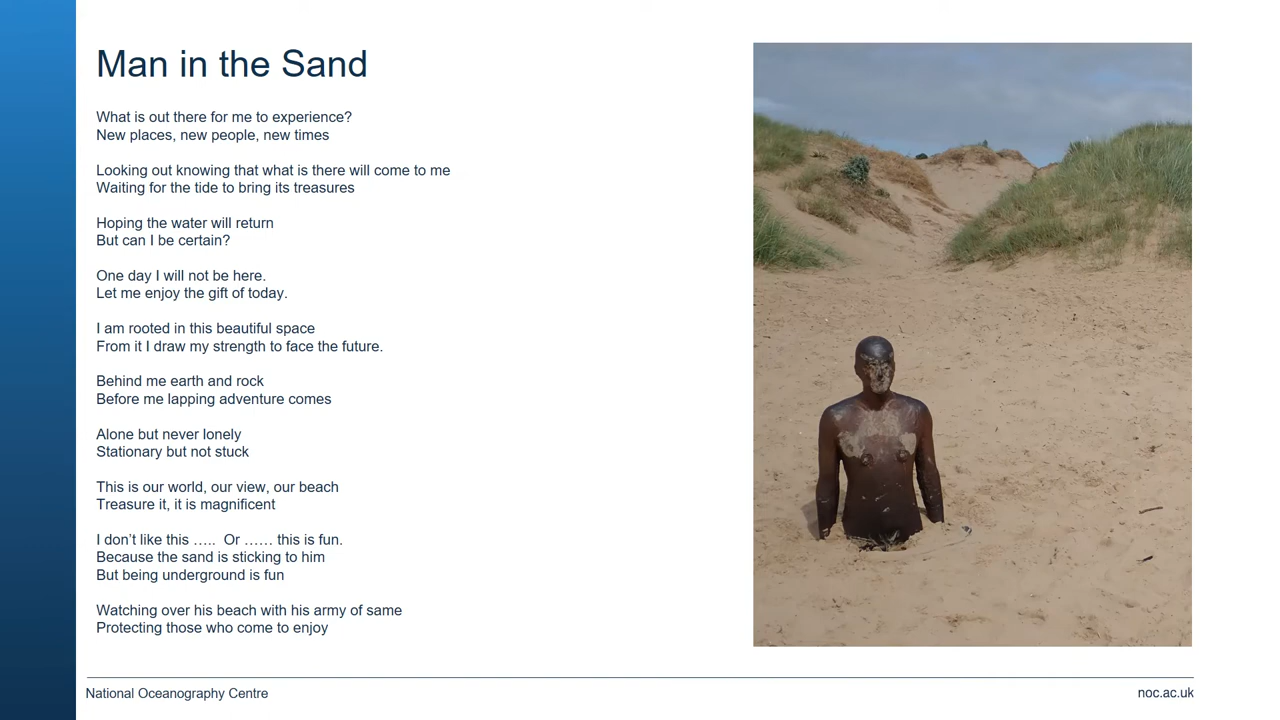 Man in the Sand
What is out there for me to experience?
New places, new people, new times
Looking out knowing that what is there will come to me
Waiting for the tide to bring its treasures
Hoping the water will return
But can I be certain?
One day I will not be here.
Let me enjoy the gift of today.
I am rooted in this beautiful space
From it I draw my strength to face the future.
Behind me earth and rock
Before me lapping adventure comes
Alone but never lonely
Stationary but not stuck
This is our world, our view, our beach
Treasure it, it is magnificent
I don’t like this ….. Or …… this is fun.
Because the sand is sticking to him
But being underground is fun
Watching over his beach with his army of same
Protecting those who come to enjoy
National Oceanography Centre
noc.ac.uk